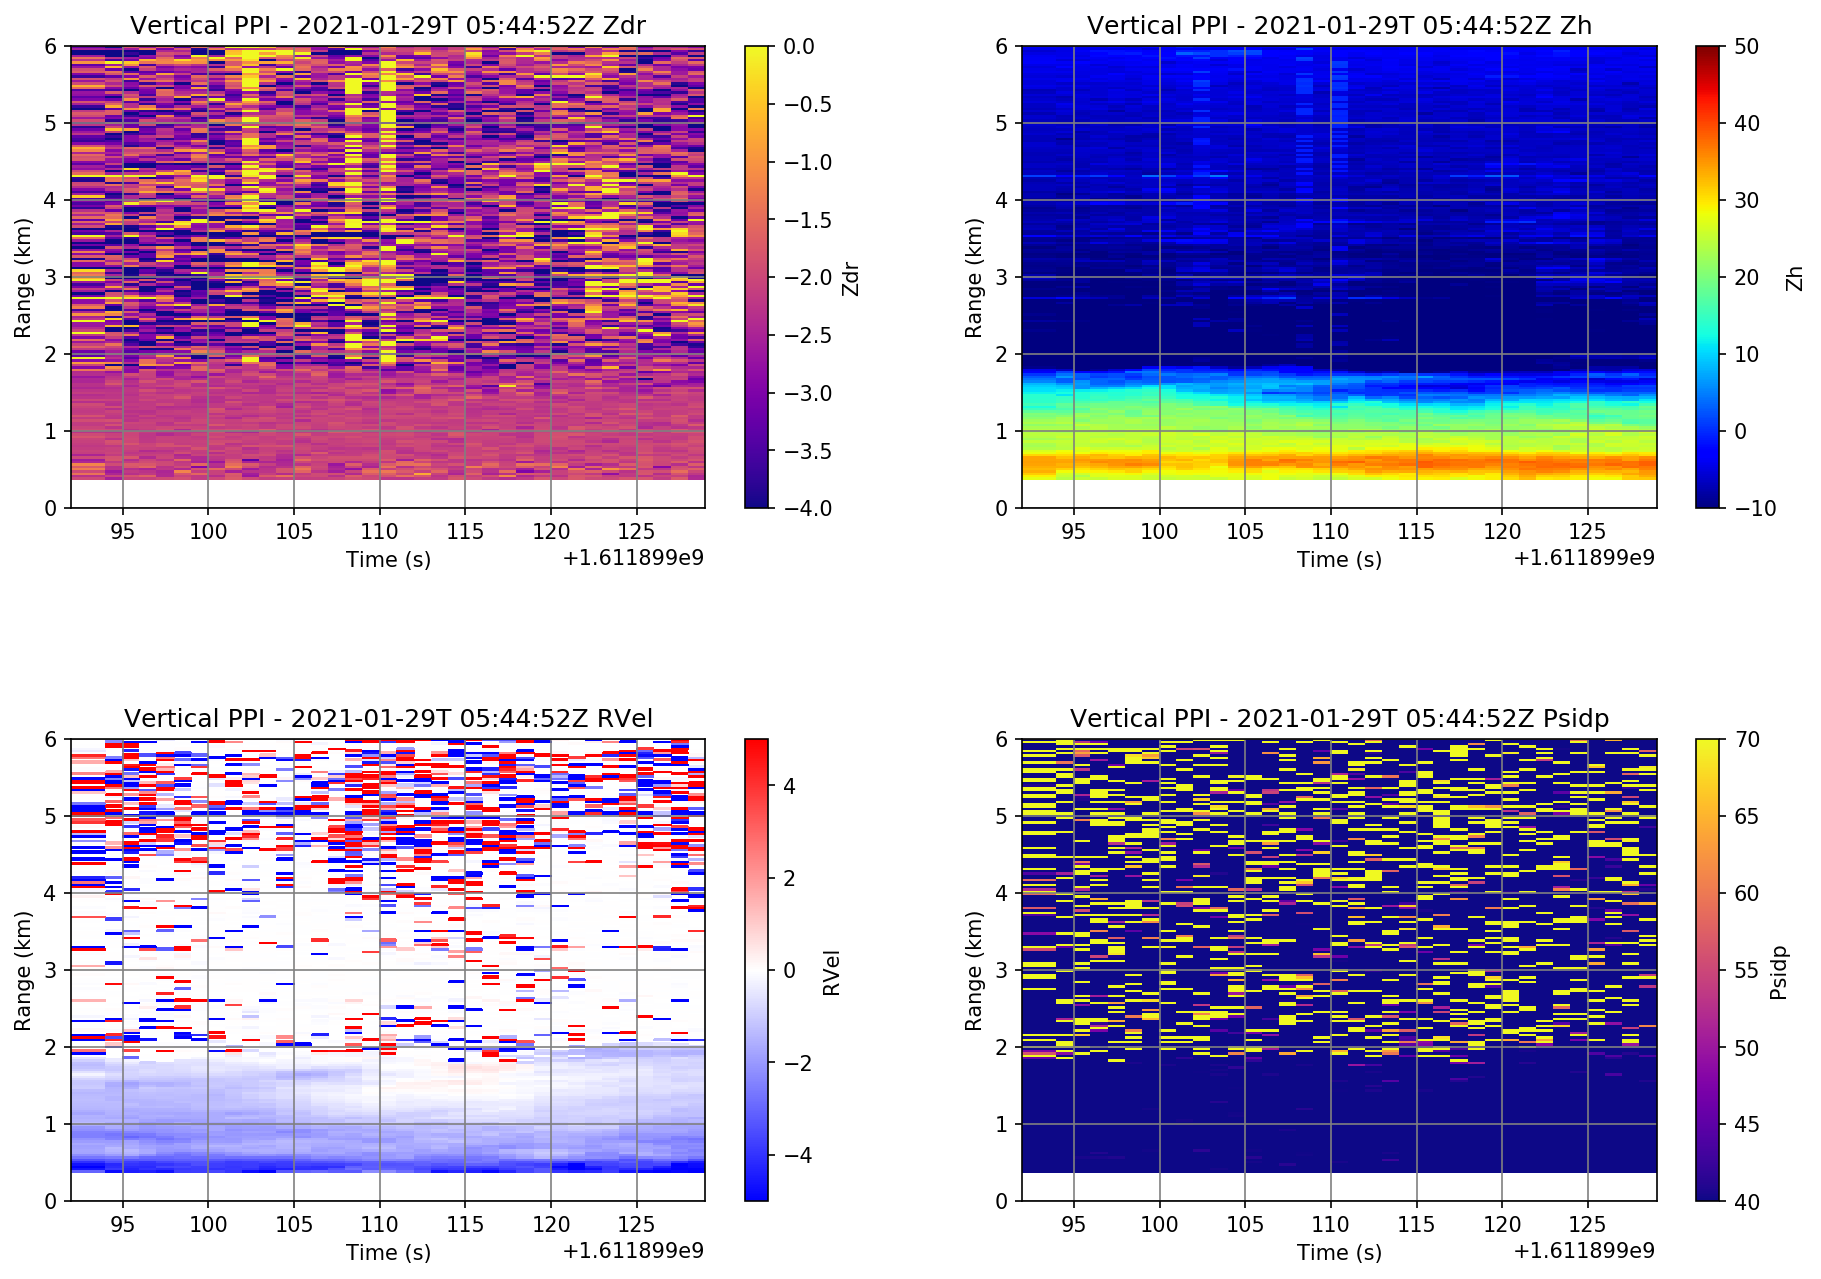 Vertical PPI - 2021-01-29T 05:44:52Z Zdr
6
5
4
3
2
1
0
Range (km)
95 100 105 110 115 120 125
Time (s)
+1.611899e9
0.0
−0.5
−1.0
−1.5
−2.0
−2.5
−3.0
−3.5
−4.0
Zdr
Vertical PPI - 2021-01-29T 05:44:52Z Zh
6
5
4
3
2
1
0
Range (km)
95 100 105 110 115 120 125
Time (s)
+1.611899e9
50
40
30
20
10
0
−10
Zh
Vertical PPI - 2021-01-29T 05:44:52Z RVel
6
5
4
3
2
1
0
Range (km)
95 100 105 110 115 120 125
Time (s)
+1.611899e9
4
2
0
−2
−4
RVel
Vertical PPI - 2021-01-29T 05:44:52Z Psidp
6
5
4
3
2
1
0
Range (km)
95 100 105 110 115 120 125
Time (s)
+1.611899e9
70
65
60
55
50
45
40
Psidp